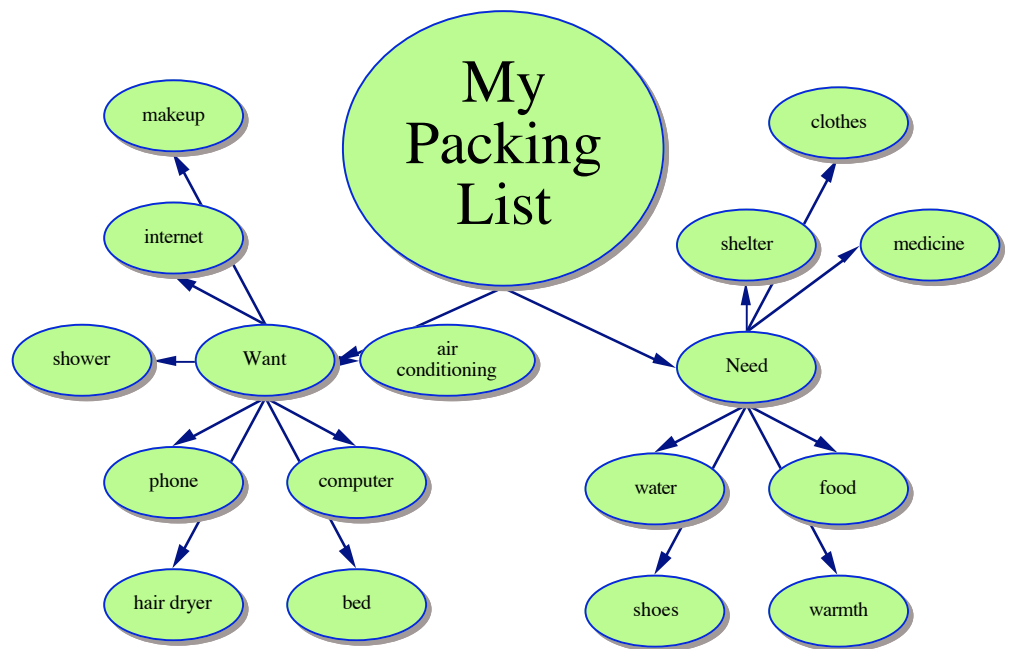 My
Packing
List
makeup
clothes
internet
shelter
medicine
shower
Want
air
conditioning
Need
phone
computer
water
food
hair dryer
bed
shoes
warmth